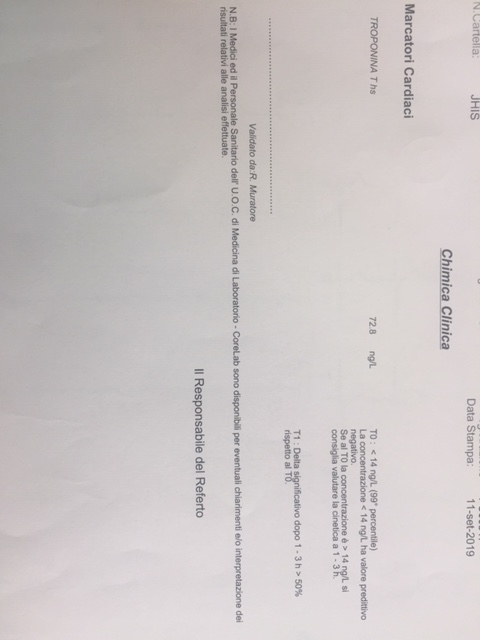 N.Cartella: JHIS
Data Stampa: 11-set-2019
Chimica Clinica
Marcatori Cardiaci
TROPONINA T hs 72.8 ng/L T0 : < 14 ng/L (99° percentile)
La concentrazione < 14 ng/L ha valore predittivo
negativo.
Se al T0 la concentrazione è > 14 ng/L si
consiglia valutare la cinetica a 1 - 3 h.
T1 : Delta significativo dopo 1 - 3 h > 50%
rispetto al T0.
Validato da:R. Muratore
N.B: I Medici ed il Personale Sanitario dell' U.O.C. di Medicina di Laboratorio - CoreLab sono disponibili per eventuali chiarimenti e/o interpretazione dei
risultati relativi alle analisi effettuate.
Il Responsabile del Referto